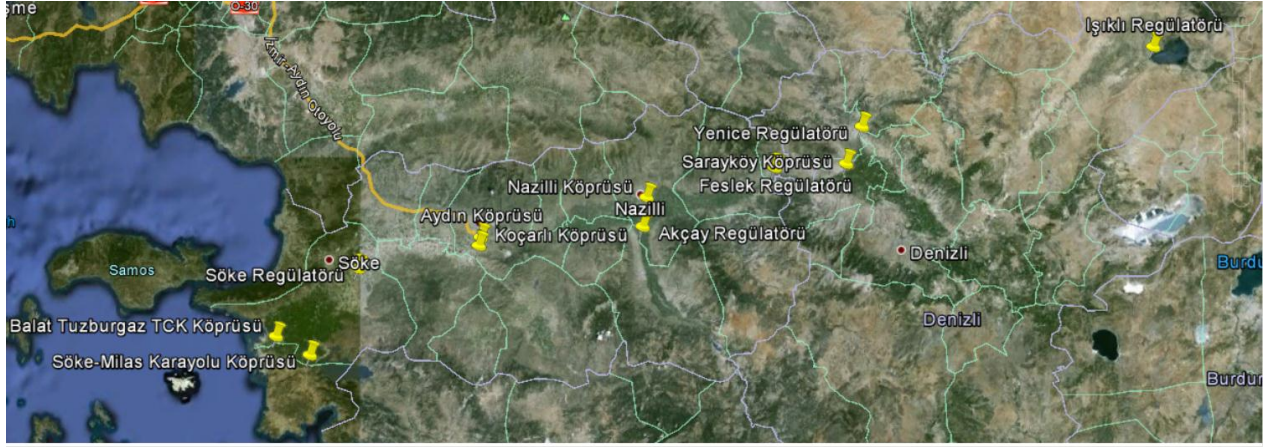 şme
O-30
Işıklı Regülatörü
İzmir-Aydın Otoyolu
Yenice Regülatörü
Sarayköy Köprüsü
Nazilli Köprüsü
Feslek Regülatörü
Nazilli
Aydın Köprüsü
Koçarlı Köprüsü
Akçay Regülatörü
Denizli
Söke
Samos
Söke Regülatörü
Burdu
Denizli
Balat Tuzburgaz TCK Köprüsü
Söke-Milas Karayolu Köprüsü
Burdur